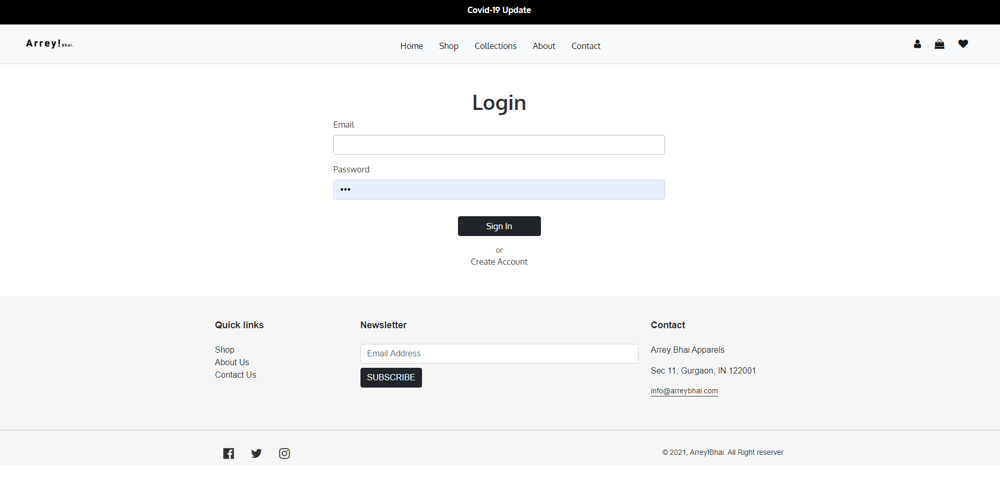 Covid-19 Update
Arrey! bhai.
Home Shop Collections About Contact
Login
Email
Password
•••
Sign In
or
Create Account
Quick links
Shop
About Us
Contact Us
Newsletter
Email Address
SUBSCRIBE
Contact
Arrey Bhai Apparels
Sec 11, Gurgaon, IN 122001
info@arreybhai.com
© 2021, Arrey!Bhai. All Right reserver